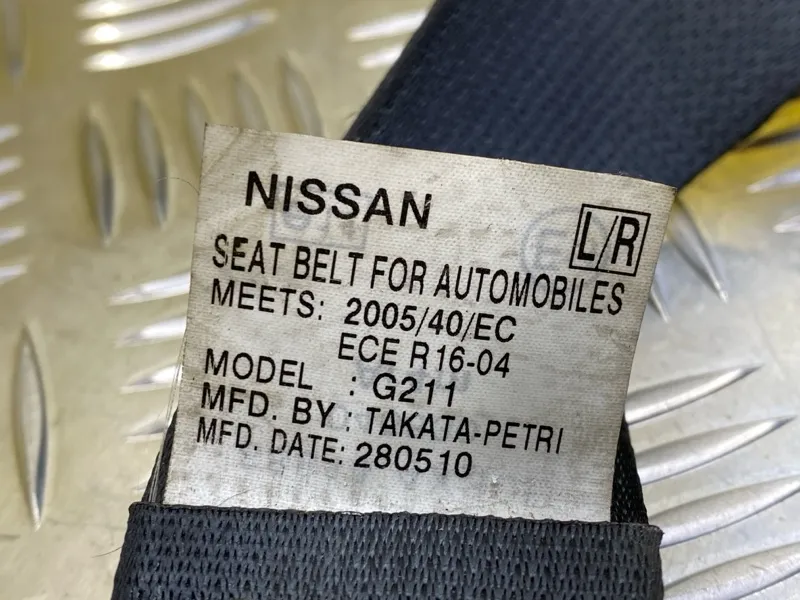 NISSAN
L/R
SEAT BELT FOR AUTOMOBILES
MEETS: 2005/40/EC
ECE R16-04
MODEL : G211
MFD. BY : TAKATA-PETRI
MFD. DATE: 280510